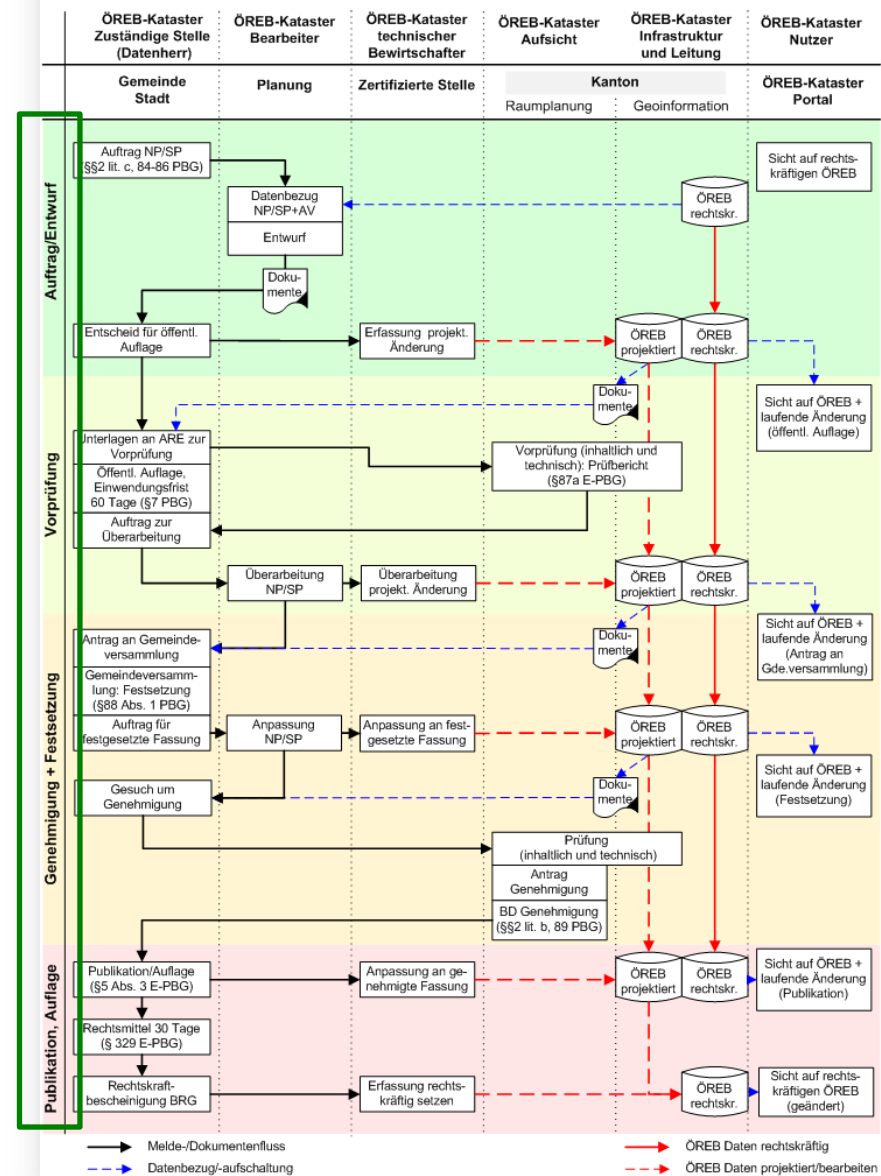 ÖREB-Kataster
Zuständige Stelle
(Datenherr)
ÖREB-Kataster
Bearbeiter
ÖREB-Kataster
technischer
Bewirtschafter
ÖREB-Kataster
Aufsicht
ÖREB-Kataster
Infrastruktur
und Leitung
ÖREB-Kataster
Nutzer
Gemeinde
Stadt
Planung
Zertifizierte Stelle
Kanton
Raumplanung
Geoinformation
ÖREB-Kataster
Portal
Auftrag/Entwurf
Auftrag NP/SP
(§§2 lit. c, 84-86 PBG)
Datenbezug
NP/SP+AV
Entwurf
Doku-
mente
ÖREB
rechtskr.
Sicht auf rechts-
kräftigen ÖREB
Entscheid für öffentl.
Auflage
Erfassung projekt.
Änderung
ÖREB
projektiert
ÖREB
rechtskr.
Vorprüfung
Doku-
mente
Sicht auf ÖREB +
laufende Änderung
(öffentl. Auflage)
Unterlagen an ARE zur
Vorprüfung
Öffentl. Auflage,
Einwendungsfrist
60 Tage (§7 PBG)
Auftrag zur
Überarbeitung
Vorprüfung (inhaltlich und
technisch): Prüfbericht
(§87a E-PBG)
Überarbeitung
NP/SP
Überarbeitung
projekt. Änderung
ÖREB
projektiert
ÖREB
rechtskr.
Genehmigung + Festsetzung
Antrag an Gemeinde-
versammlung
Gemeindeversamm-
lung: Festsetzung
(§88 Abs. 1 PBG)
Auftrag für
festgesetzte Fassung
Doku-
mente
Sicht auf ÖREB +
laufende Änderung
(Antrag an
Gde.versammlung)
Anpassung
NP/SP
Anpassung an fest-
gesetzte Fassung
ÖREB
projektiert
ÖREB
rechtskr.
Gesuch um
Genehmigung
Doku-
mente
Sicht auf ÖREB +
laufende Änderung
(Festsetzung)
Prüfung
(inhaltlich und technisch)
Antrag
Genehmigung
BD Genehmigung
(§§2 lit. b, 89 PBG)
Publikation, Auflage
Publikation/Auflage
(§5 Abs. 3 E-PBG)
Anpassung an ge-
nehmigte Fassung
ÖREB
projektiert
ÖREB
rechtskr.
Sicht auf ÖREB +
laufende Änderung
(Publikation)
Rechtsmittel 30 Tage
(§ 329 E-PBG)
Rechtskraft-
bescheinigung BRG
Erfassung rechts-
kräftig setzen
ÖREB
rechtskr.
Sicht auf rechts-
kräftigen ÖREB
(geändert)
Melde-/Dokumentenfluss
ÖREB Daten rechtskräftig
Datenbezug/-aufschaltung
ÖREB Daten projektiert/bearbeiten